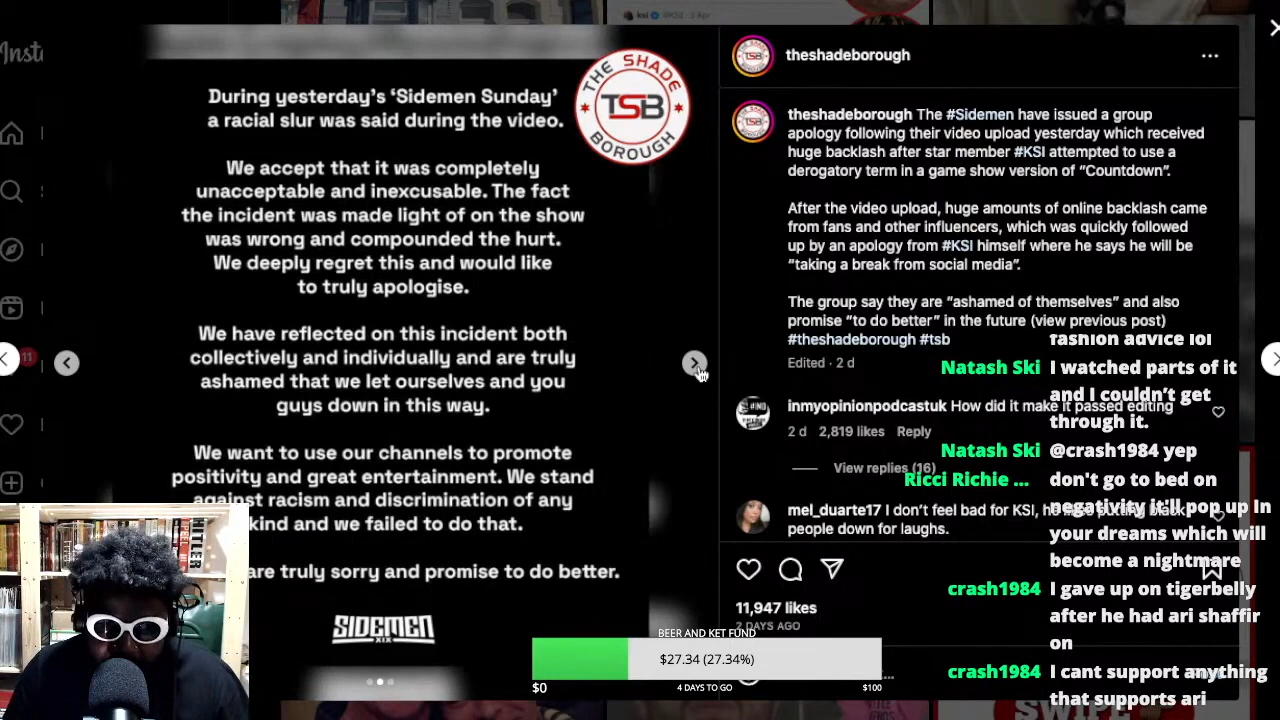 Inst
ksi #KSI · 3 Apr
During yesterday's 'Sidemen Sunday'
a racial slur was said during the video.
We accept that it was completely
unacceptable and inexcusable. The fact
the incident was made light of on the show
was wrong and compounded the hurt.
We deeply regret this and would like
to truly apologise.
We have reflected on this incident both
collectively and individually and are truly
ashamed that we let ourselves and you
guys down in this way.
We want to use our channels to promote
positivity and great entertainment. We stand
against racism and discrimination of any
kind and we failed to do that.
are truly sorry and promise to do better.
SIDEMEN
XIX
THE SHADE
TSB
BOROUGH
11
theshadeborough
theshadeborough The #Sidemen have issued a group
apology following their video upload yesterday which received
huge backlash after star member #KSI attempted to use a
derogatory term in a game show version of “Countdown”.
After the video upload, huge amounts of online backlash came
from fans and other influencers, which was quickly followed
up by an apology from #KSI himself where he says he will be
“taking a break from social media”.
The group say they are “ashamed of themselves” and also
promise “to do better” in the future (view previous post)
#theshadeborough #tsb
Edited · 2 d
inmyopinionpodcastuk How did it make it passed editing
2 d 2,819 likes Reply
View replies (16)
mel_duarte17 I don't feel bad for KSI, he
people down for laughs.
11,947 likes
2 DAYS AGO
fashion advice lol
Natash Ski I watched parts of it
and I couldn't get
through it.
Natash Ski @crash1984 yep
Ricci Richie ... don't go to bed on
negativity it'll pop up in
your dreams which will
become a nightmare
crash1984 I gave up on tigerbelly
after he had ari shaffir
on
crash1984 I cant support anything
that supports ari
BEER AND KET FUND
$27.34 (27.34%)
$0 4 DAYS TO GO $100